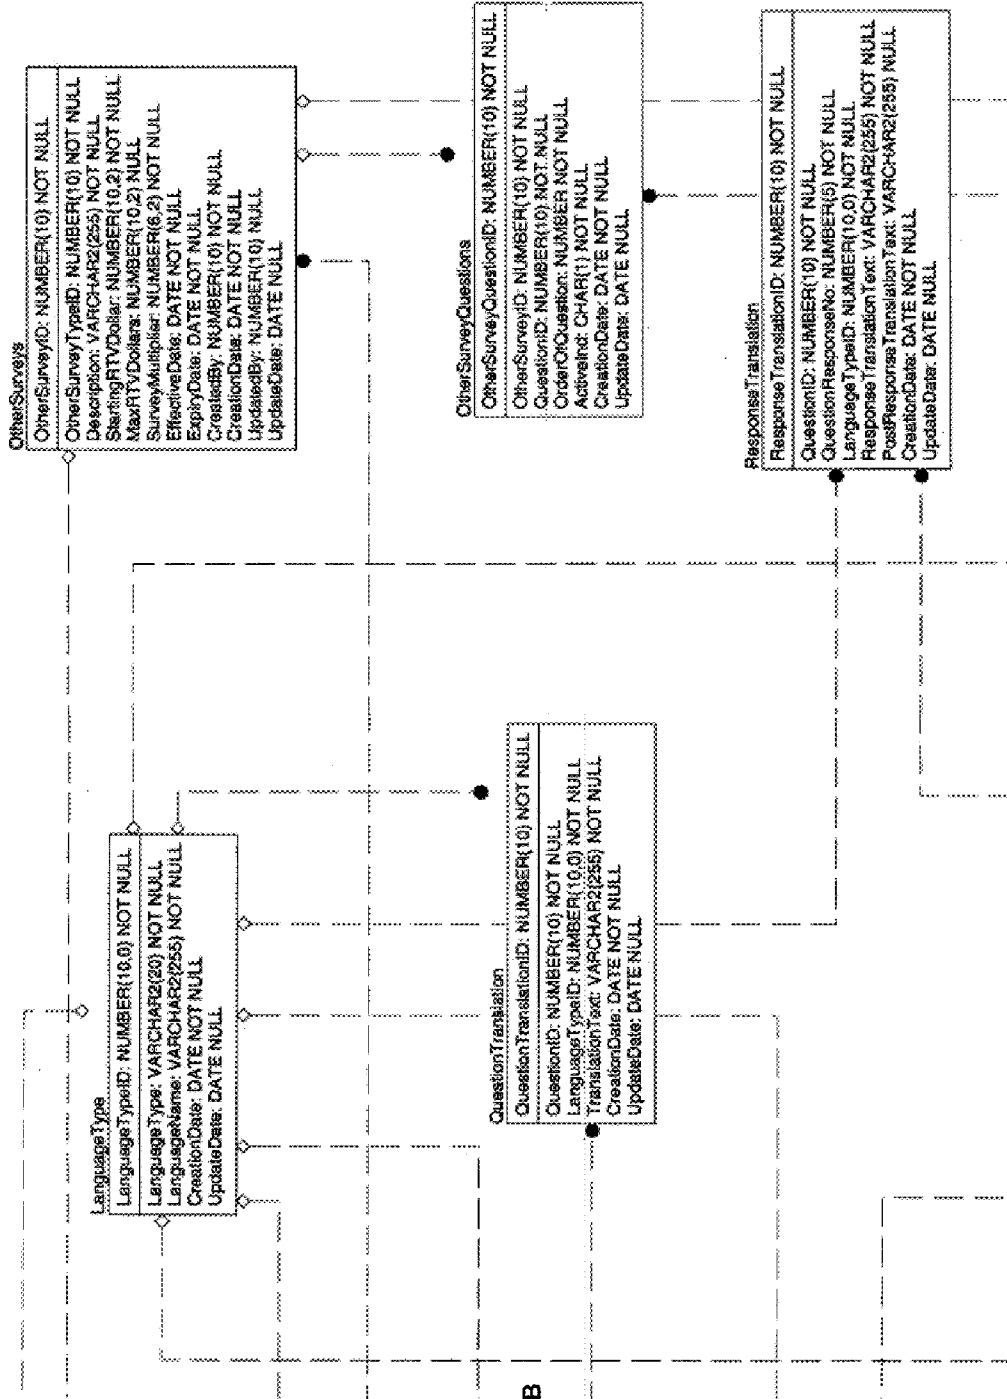 OtherSurveys
OtherSurveyID: NUMBER(10) NOT NULL
OtherSurveyTypeID: NUMBER(10) NOT NULL
Description: VARCHAR2(255) NOT NULL
StartingRTVDollar: NUMBER(10,2) NOT NULL
MaxRTVDollars: NUMBER(10,2) NULL
SurveyMultiplier: NUMBER(6,2) NOT NULL
EffectiveDate: DATE NOT NULL
ExpiryDate: DATE NOT NULL
CreatedBy: NUMBER(10) NOT NULL
CreationDate: DATE NOT NULL
UpdatedBy: NUMBER(10) NULL
UpdateDate: DATE NULL
OtherSurveyQuestions
OtherSurveyQuestionID: NUMBER(10) NOT NULL
OtherSurveyID: NUMBER(10) NOT NULL
QuestionID: NUMBER(10) NOT NULL
OrderOfQuestion: NUMBER NOT NULL
ActiveInd: CHAR(1) NOT NULL
CreationDate: DATE NOT NULL
UpdateDate: DATE NULL
ResponseTranslation
ResponseTranslationID: NUMBER(10) NOT NULL
QuestionID: NUMBER(10) NOT NULL
QuestionResponseNo: NUMBER(5) NOT NULL
LanguageTypeID: NUMBER(10,0) NOT NULL
ResponseTranslationText: VARCHAR2(255) NOT NULL
PostResponseTranslationText: VARCHAR2(255) NULL
CreationDate: DATE NOT NULL
UpdateDate: DATE NULL
LanguageType
LanguageTypeID: NUMBER(10,0) NOT NULL
LanguageType: VARCHAR2(20) NOT NULL
LanguageName: VARCHAR2(255) NOT NULL
CreationDate: DATE NOT NULL
UpdateDate: DATE NULL
QuestionTranslation
QuestionTranslationID: NUMBER(10) NOT NULL
QuestionID: NUMBER(10) NOT NULL
LanguageTypeID: NUMBER(10,0) NOT NULL
TranslationText: VARCHAR2(255) NOT NULL
CreationDate: DATE NOT NULL
UpdateDate: DATE NULL
B